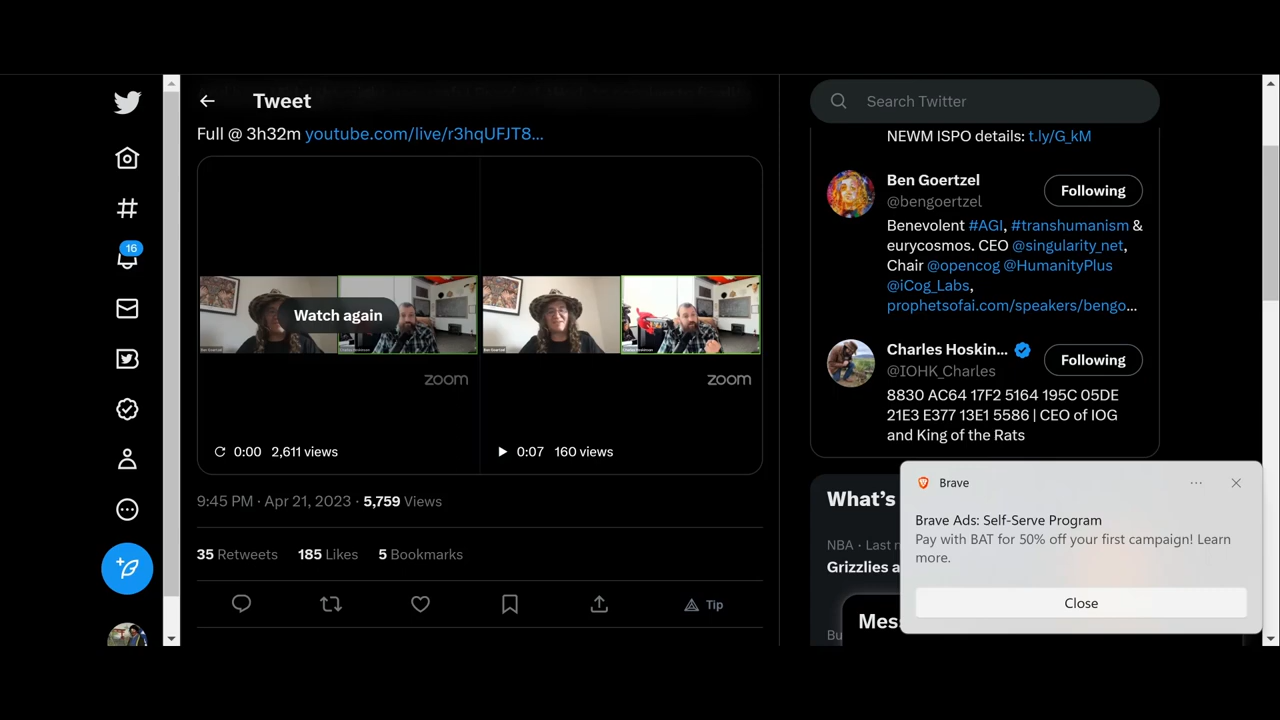 Tweet
Full @ 3h32m youtube.com/live/r3hqUFJT8...
Watch again
zoom
zoom
0:00 2,611 views
0:07 160 views
9:45 PM · Apr 21, 2023 · 5,759 Views
35 Retweets 185 Likes 5 Bookmarks
Tip
16
Search Twitter
NEWM ISPO details: t.ly/G_kM
Ben Goertzel
@bengoertzel
Following
Benevolent #AGI, #transhumanism &
eurycosmos. CEO @singularity_net,
Chair @opencog @HumanityPlus
@iCog_Labs,
prophetsofai.com/speakers/bengo...
Charles Hoskin...
@IOHK_Charles
Following
8830 AC64 17F2 5164 195C 05DE
21E3 E377 13E1 5586 | CEO of IOG
and King of the Rats
What's
NBA · Last n
Grizzlies a
Bu
Mess
Brave
Brave Ads: Self-Serve Program
Pay with BAT for 50% off your first campaign! Learn
more.
Close